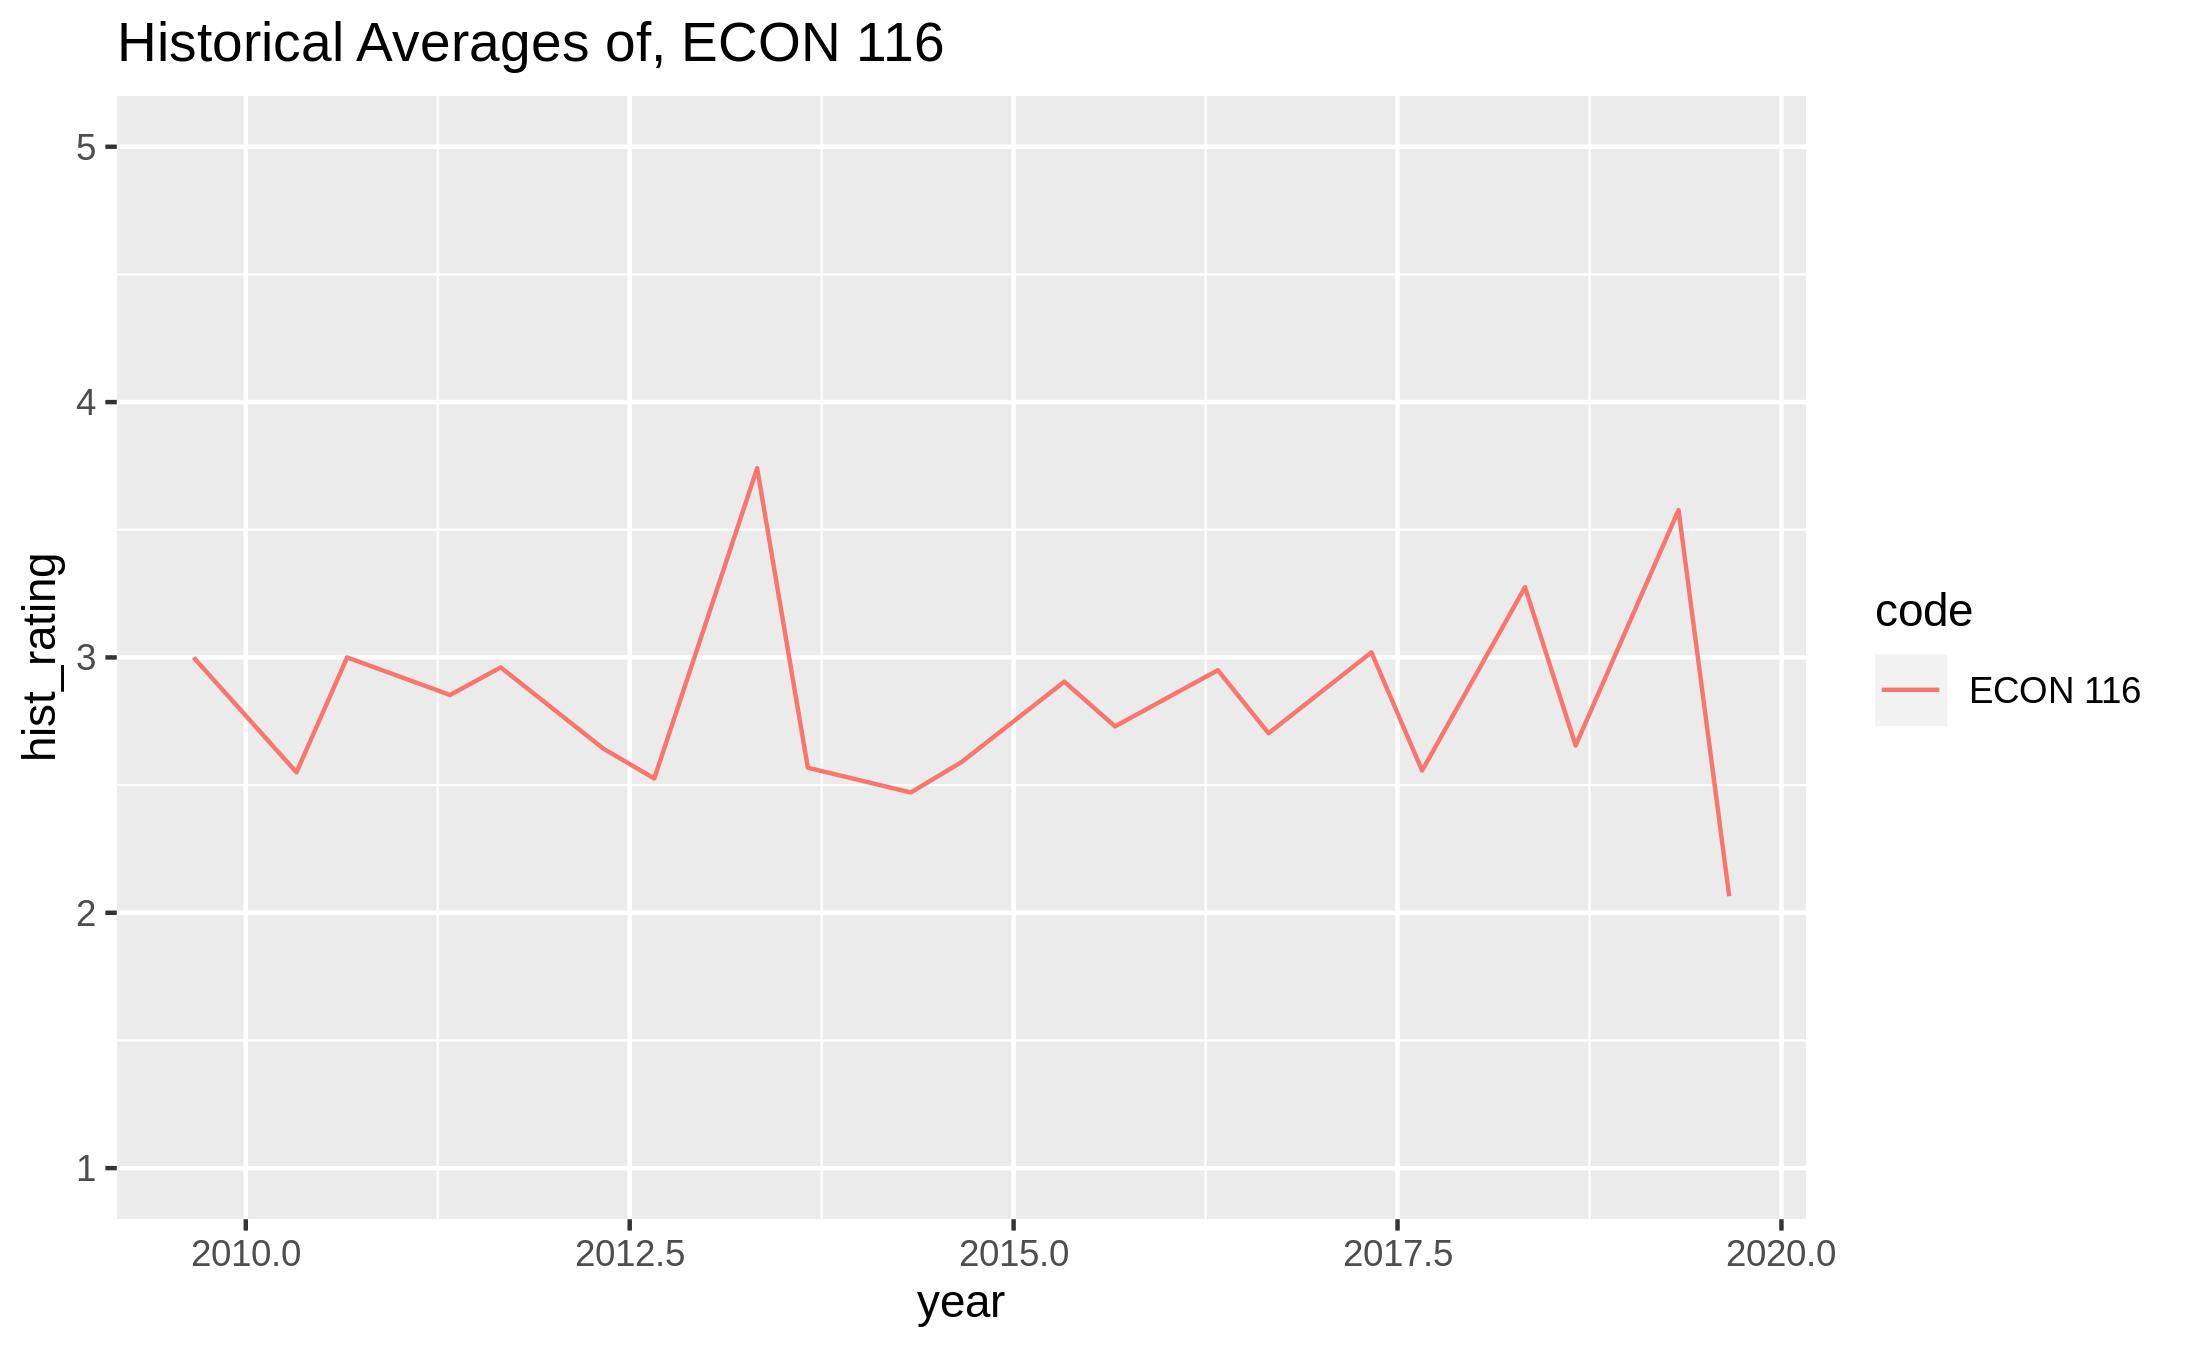 Historical Averages of, ECON 116
hist_rating
5
4
3
2
1
2010.0 2012.5 2015.0 2017.5 2020.0
year
code
ECON 116